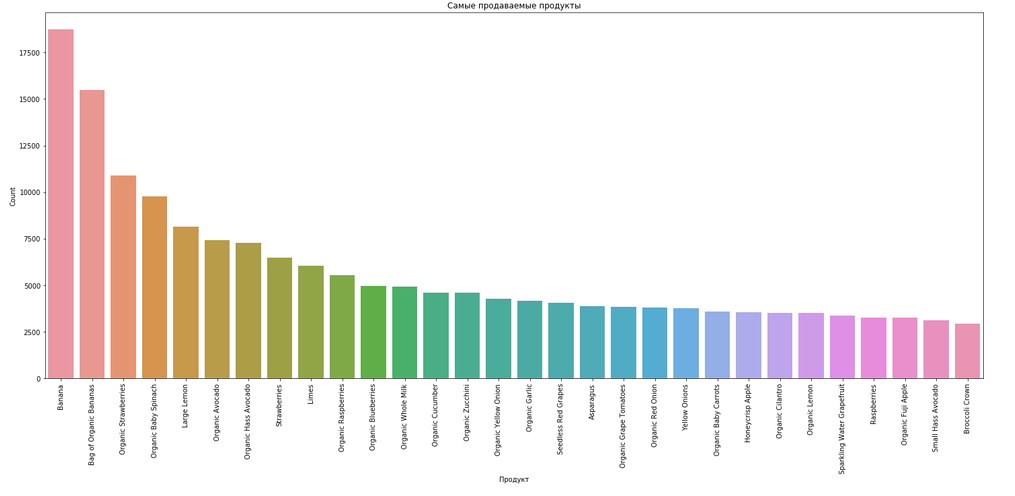 Самые продаваемые продукты
Count
17500
15000
12500
10000
7500
5000
2500
0
Banana
Bag of Organic Bananas
Organic Strawberries
Organic Baby Spinach
Large Lemon
Organic Avocado
Organic Hass Avocado
Strawberries
Limes
Organic Raspberries
Organic Blueberries
Organic Whole Milk
Organic Cucumber
Organic Zucchini
Organic Yellow Onion
Organic Garlic
Seedless Red Grapes
Asparagus
Organic Grape Tomatoes
Organic Red Onion
Yellow Onions
Organic Baby Carrots
Honeycrisp Apple
Organic Cilantro
Organic Lemon
Sparkling Water Grapefruit
Raspberries
Organic Fuji Apple
Small Hass Avocado
Broccoli Crown
Продукт